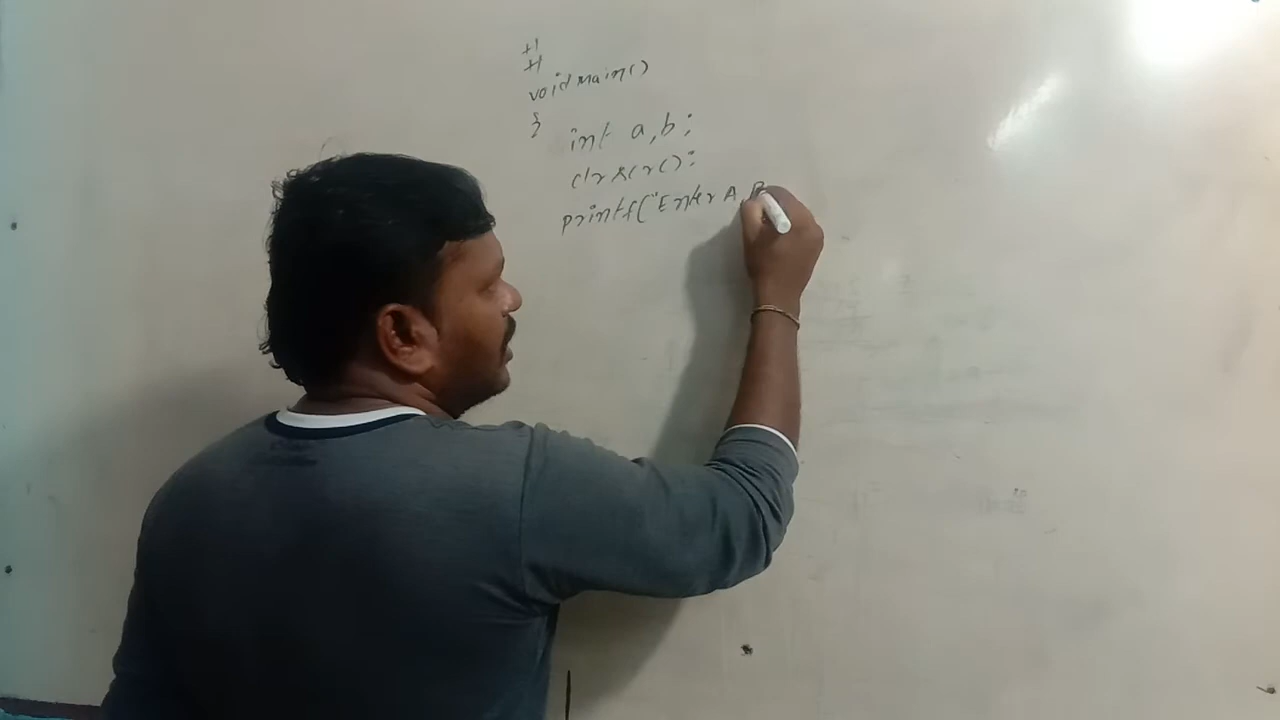 #
#
void main()
{
int a,b;
clrscr();
printf("Enter A,B